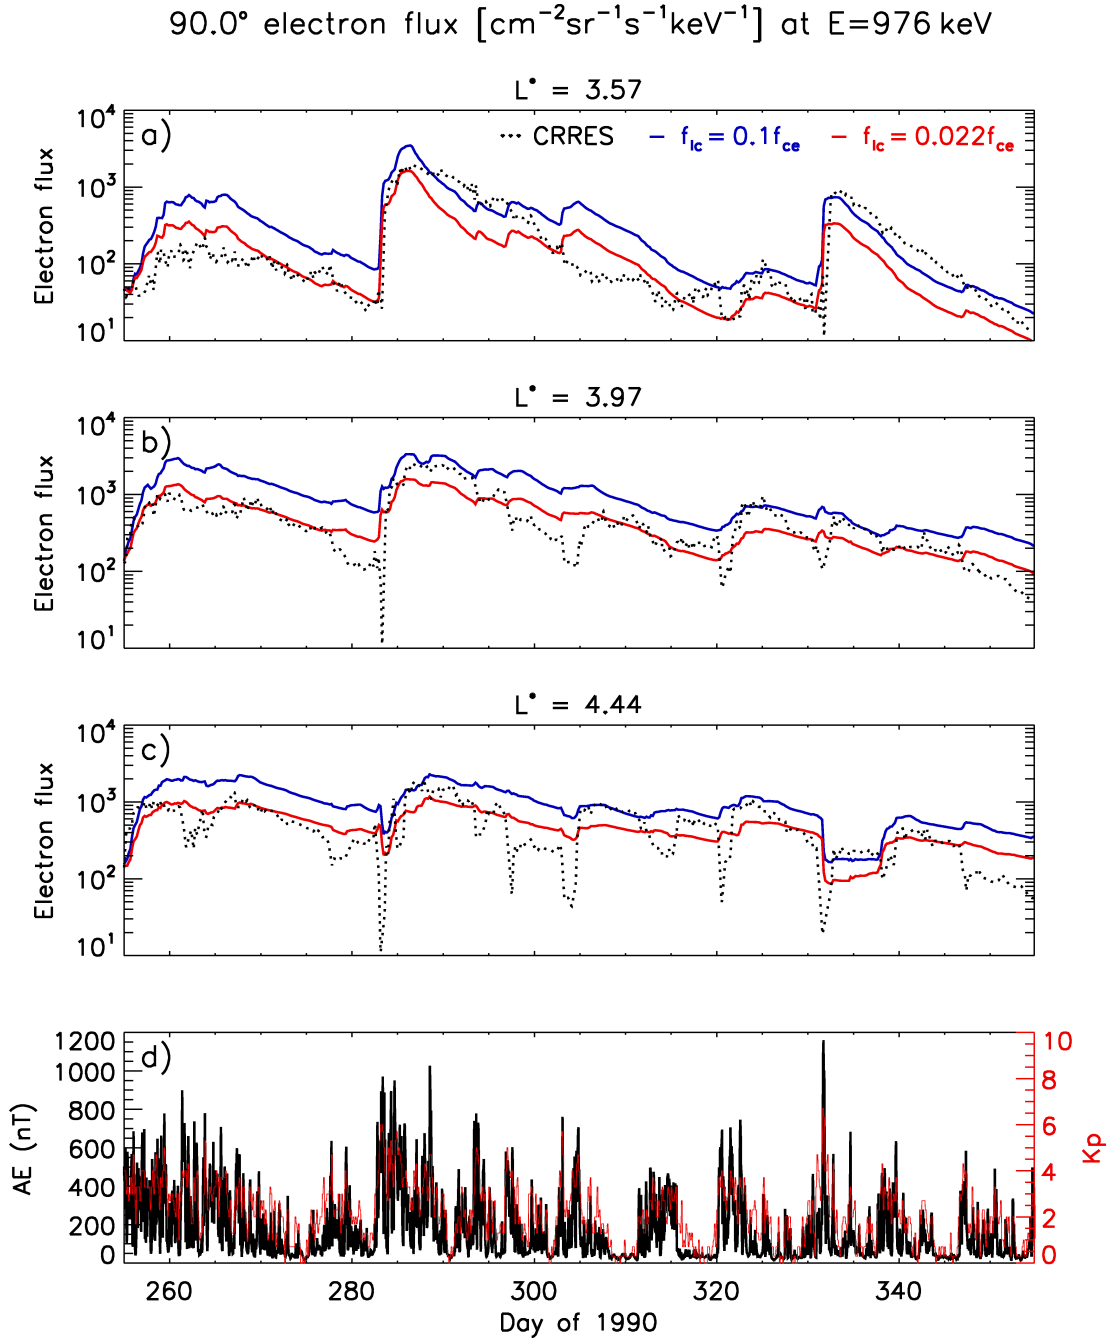 90.0° electron flux [cm⁻²sr⁻¹s⁻¹keV⁻¹] at E=976 keV
L* = 3.57
a)
CRRES
f_lc = 0.1f_ce
f_lc = 0.022f_ce
10⁴
10³
10²
10¹
Electron flux
L* = 3.97
b)
10⁴
10³
10²
10¹
Electron flux
L* = 4.44
c)
10⁴
10³
10²
10¹
Electron flux
d)
1200
1000
800
600
400
200
0
AE (nT)
10
8
6
4
2
0
Kp
260 280 300 320 340
Day of 1990